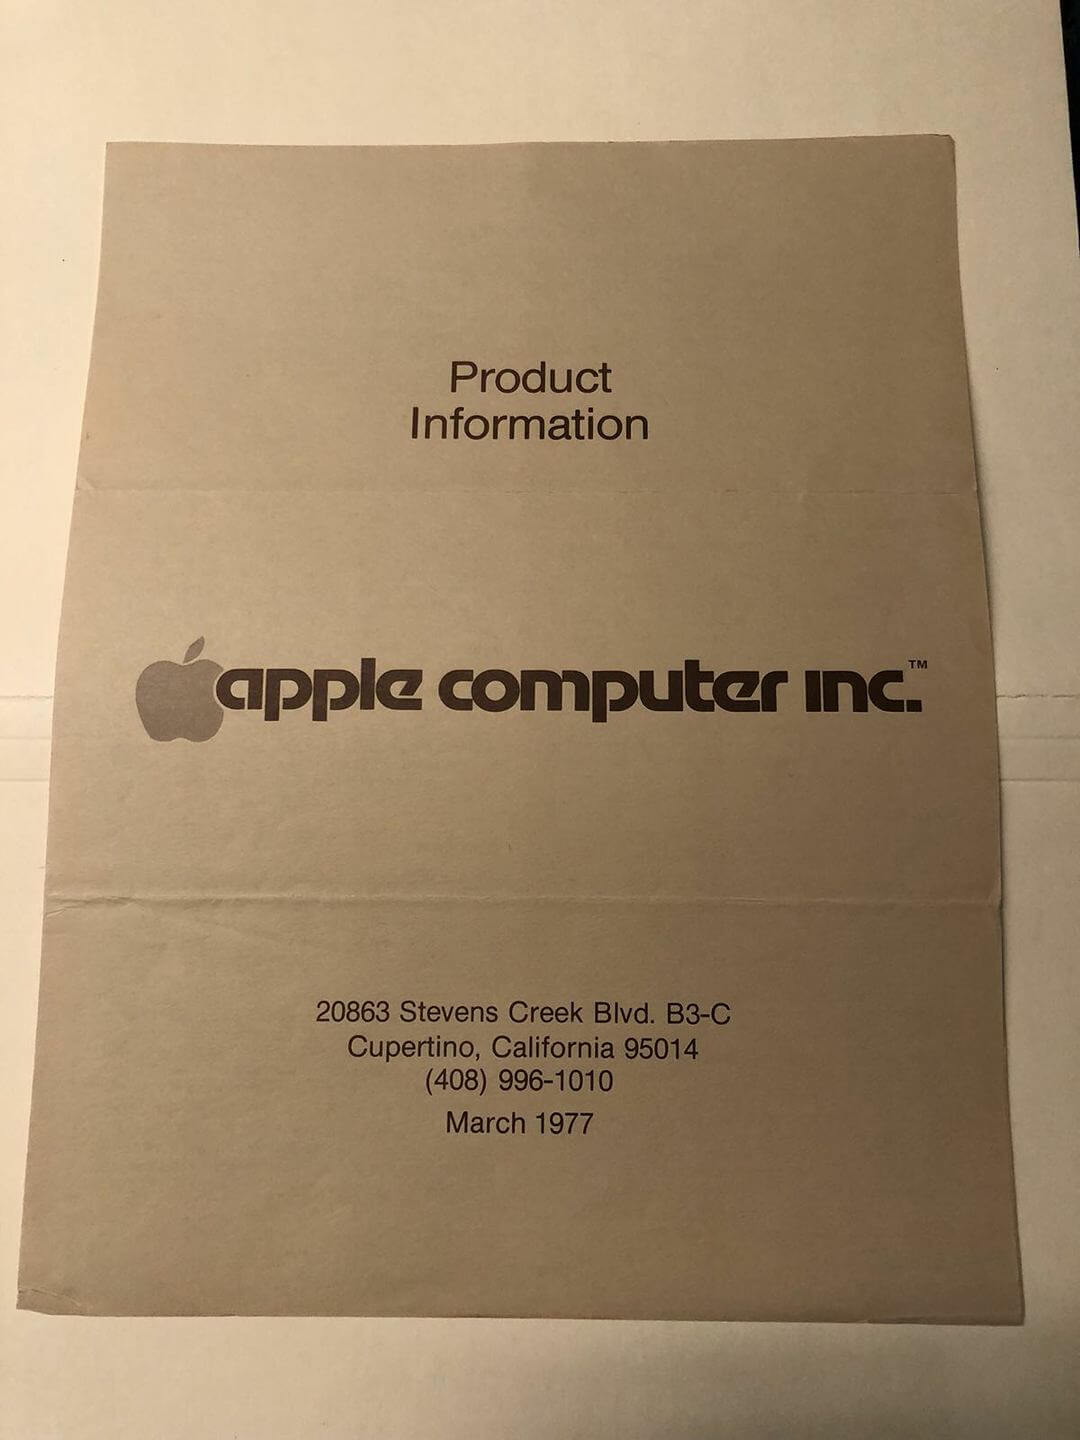 Product
Information
apple computer inc.™
20863 Stevens Creek Blvd. B3-C
Cupertino, California 95014
(408) 996-1010
March 1977